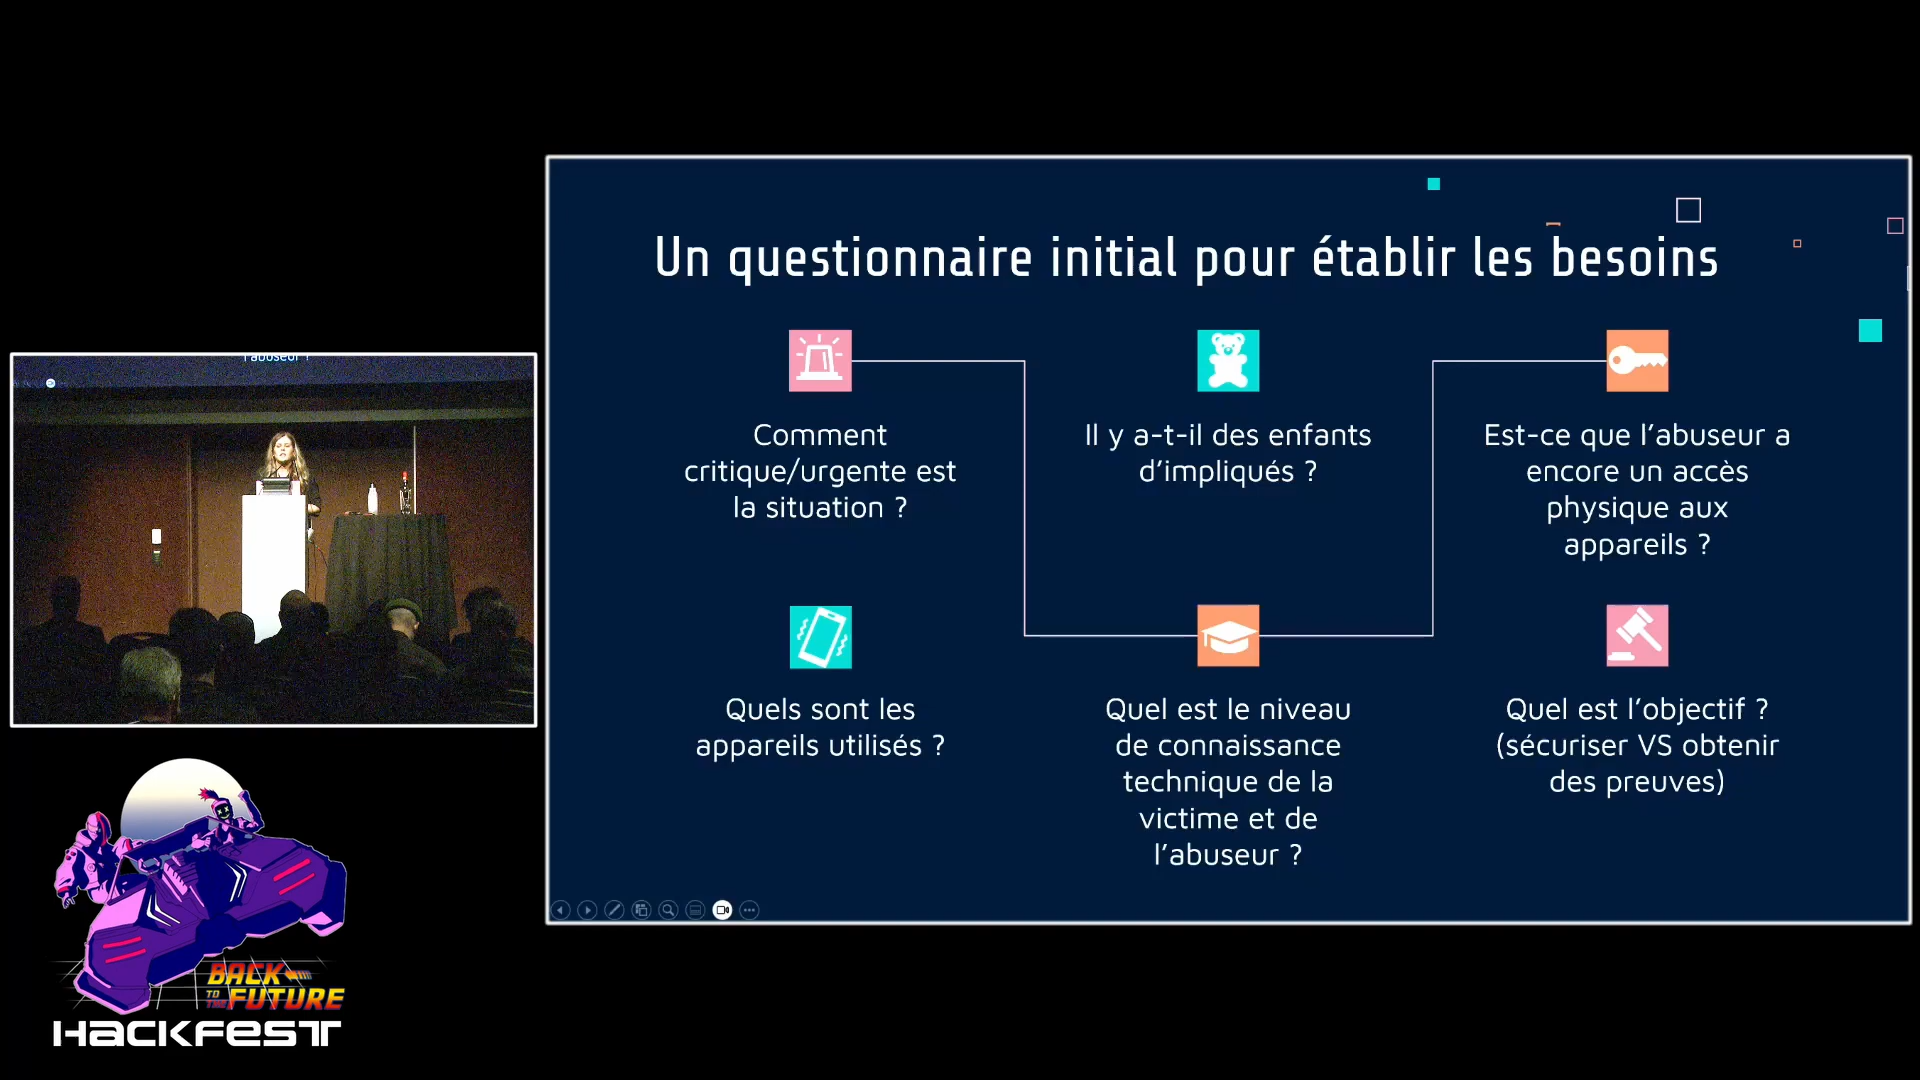 Un questionnaire initial pour établir les besoins
Comment
critique/urgente est
la situation ?
Il y a-t-il des enfants
d’impliqués ?
Est-ce que l’abuseur a
encore un accès
physique aux
appareils ?
Quels sont les
appareils utilisés ?
Quel est le niveau
de connaissance
technique de la
victime et de
l’abuseur ?
Quel est l’objectif ?
(sécuriser VS obtenir
des preuves)
l'abuseur ?
BACK
TO
THE FUTURE
HACKFEST